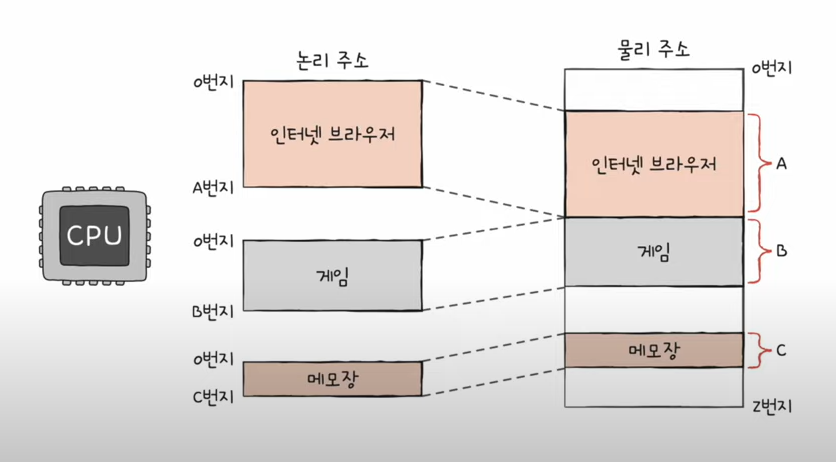 논리 주소
물리 주소
0번지
0번지
인터넷 브라우저
인터넷 브라우저
A
A번지
CPU
0번지
게임
게임
B
B번지
0번지
메모장
메모장
C
C번지
Z번지